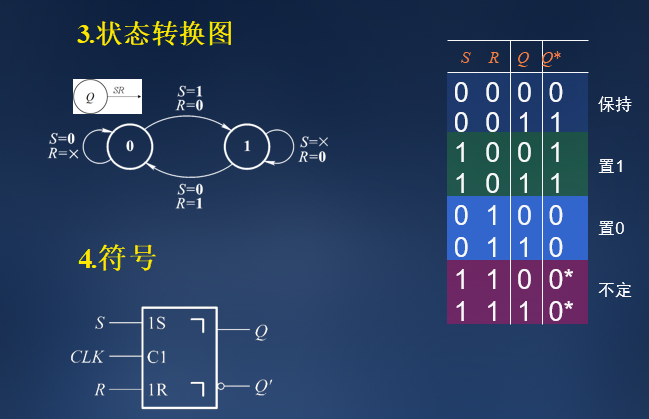 3.状态转换图
Q SR
S=1
R=0
S=0
R=×
0
1
S=×
R=0
S=0
R=1
4.符号
S 1S ㄱ Q
CLK C1
R 1R ㄱ Q'
S R Q Q*
0 0 0 0
0 0 1 1
保持
1 0 0 1
1 0 1 1
置1
0 1 0 0
0 1 1 0
置0
1 1 0 0*
1 1 1 0*
不定